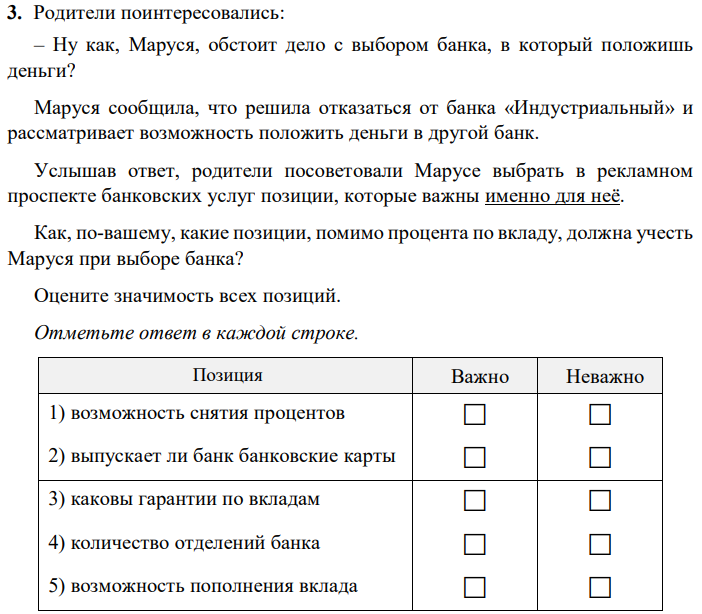 3. Родители поинтересовались:
– Ну как, Маруся, обстоит дело с выбором банка, в который положишь
деньги?
Маруся сообщила, что решила отказаться от банка «Индустриальный» и
рассматривает возможность положить деньги в другой банк.
Услышав ответ, родители посоветовали Марусе выбрать в рекламном
проспекте банковских услуг позиции, которые важны именно для неё.
Как, по-вашему, какие позиции, помимо процента по вкладу, должна учесть
Маруся при выборе банка?
Оцените значимость всех позиций.
Отметьте ответ в каждой строке.
Позиция Важно Неважно
1) возможность снятия процентов
2) выпускает ли банк банковские карты
3) каковы гарантии по вкладам
4) количество отделений банка
5) возможность пополнения вклада